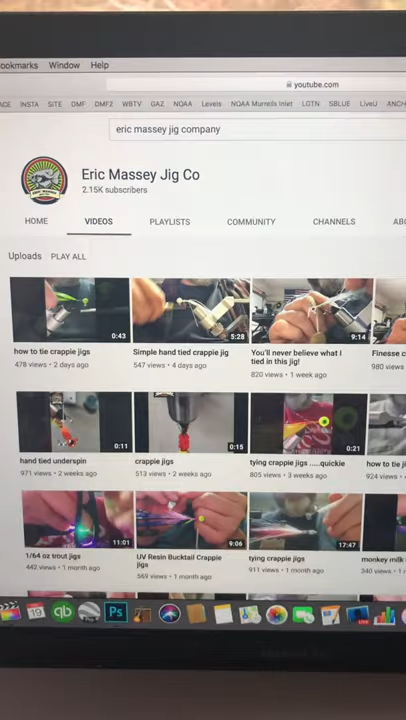 ookmarks Window Help
youtube.com
INSTA SITE DMF DMF2 WBTV GAZ NOAA Levels NOAA Murrells Inlet LGTN SBLUE LiveU ANCH
eric massey jig company
Eric Massey Jig Co
2.15K subscribers
HOME VIDEOS PLAYLISTS COMMUNITY CHANNELS
Uploads PLAY ALL
0:43 5:28 9:14
how to tie crappie jigs
478 views • 2 days ago
Simple hand tied crappie jig
547 views • 4 days ago
You'll never believe what I
tied in this jig!
820 views • 1 week ago
Finesse c
980 views
0:11 0:15 0:21
hand tied underspin
971 views • 2 weeks ago
crappie jigs
513 views • 2 weeks ago
tying crappie jigs .....quickie
805 views • 3 weeks ago
how to tie
924 views
11:01 9:06 17:47
1/64 oz trout jigs
442 views • 1 month ago
UV Resin Bucktail Crappie
jigs
569 views • 1 month ago
tying crappie jigs
911 views • 1 month ago
monkey milk
340 views
19 qb Ps